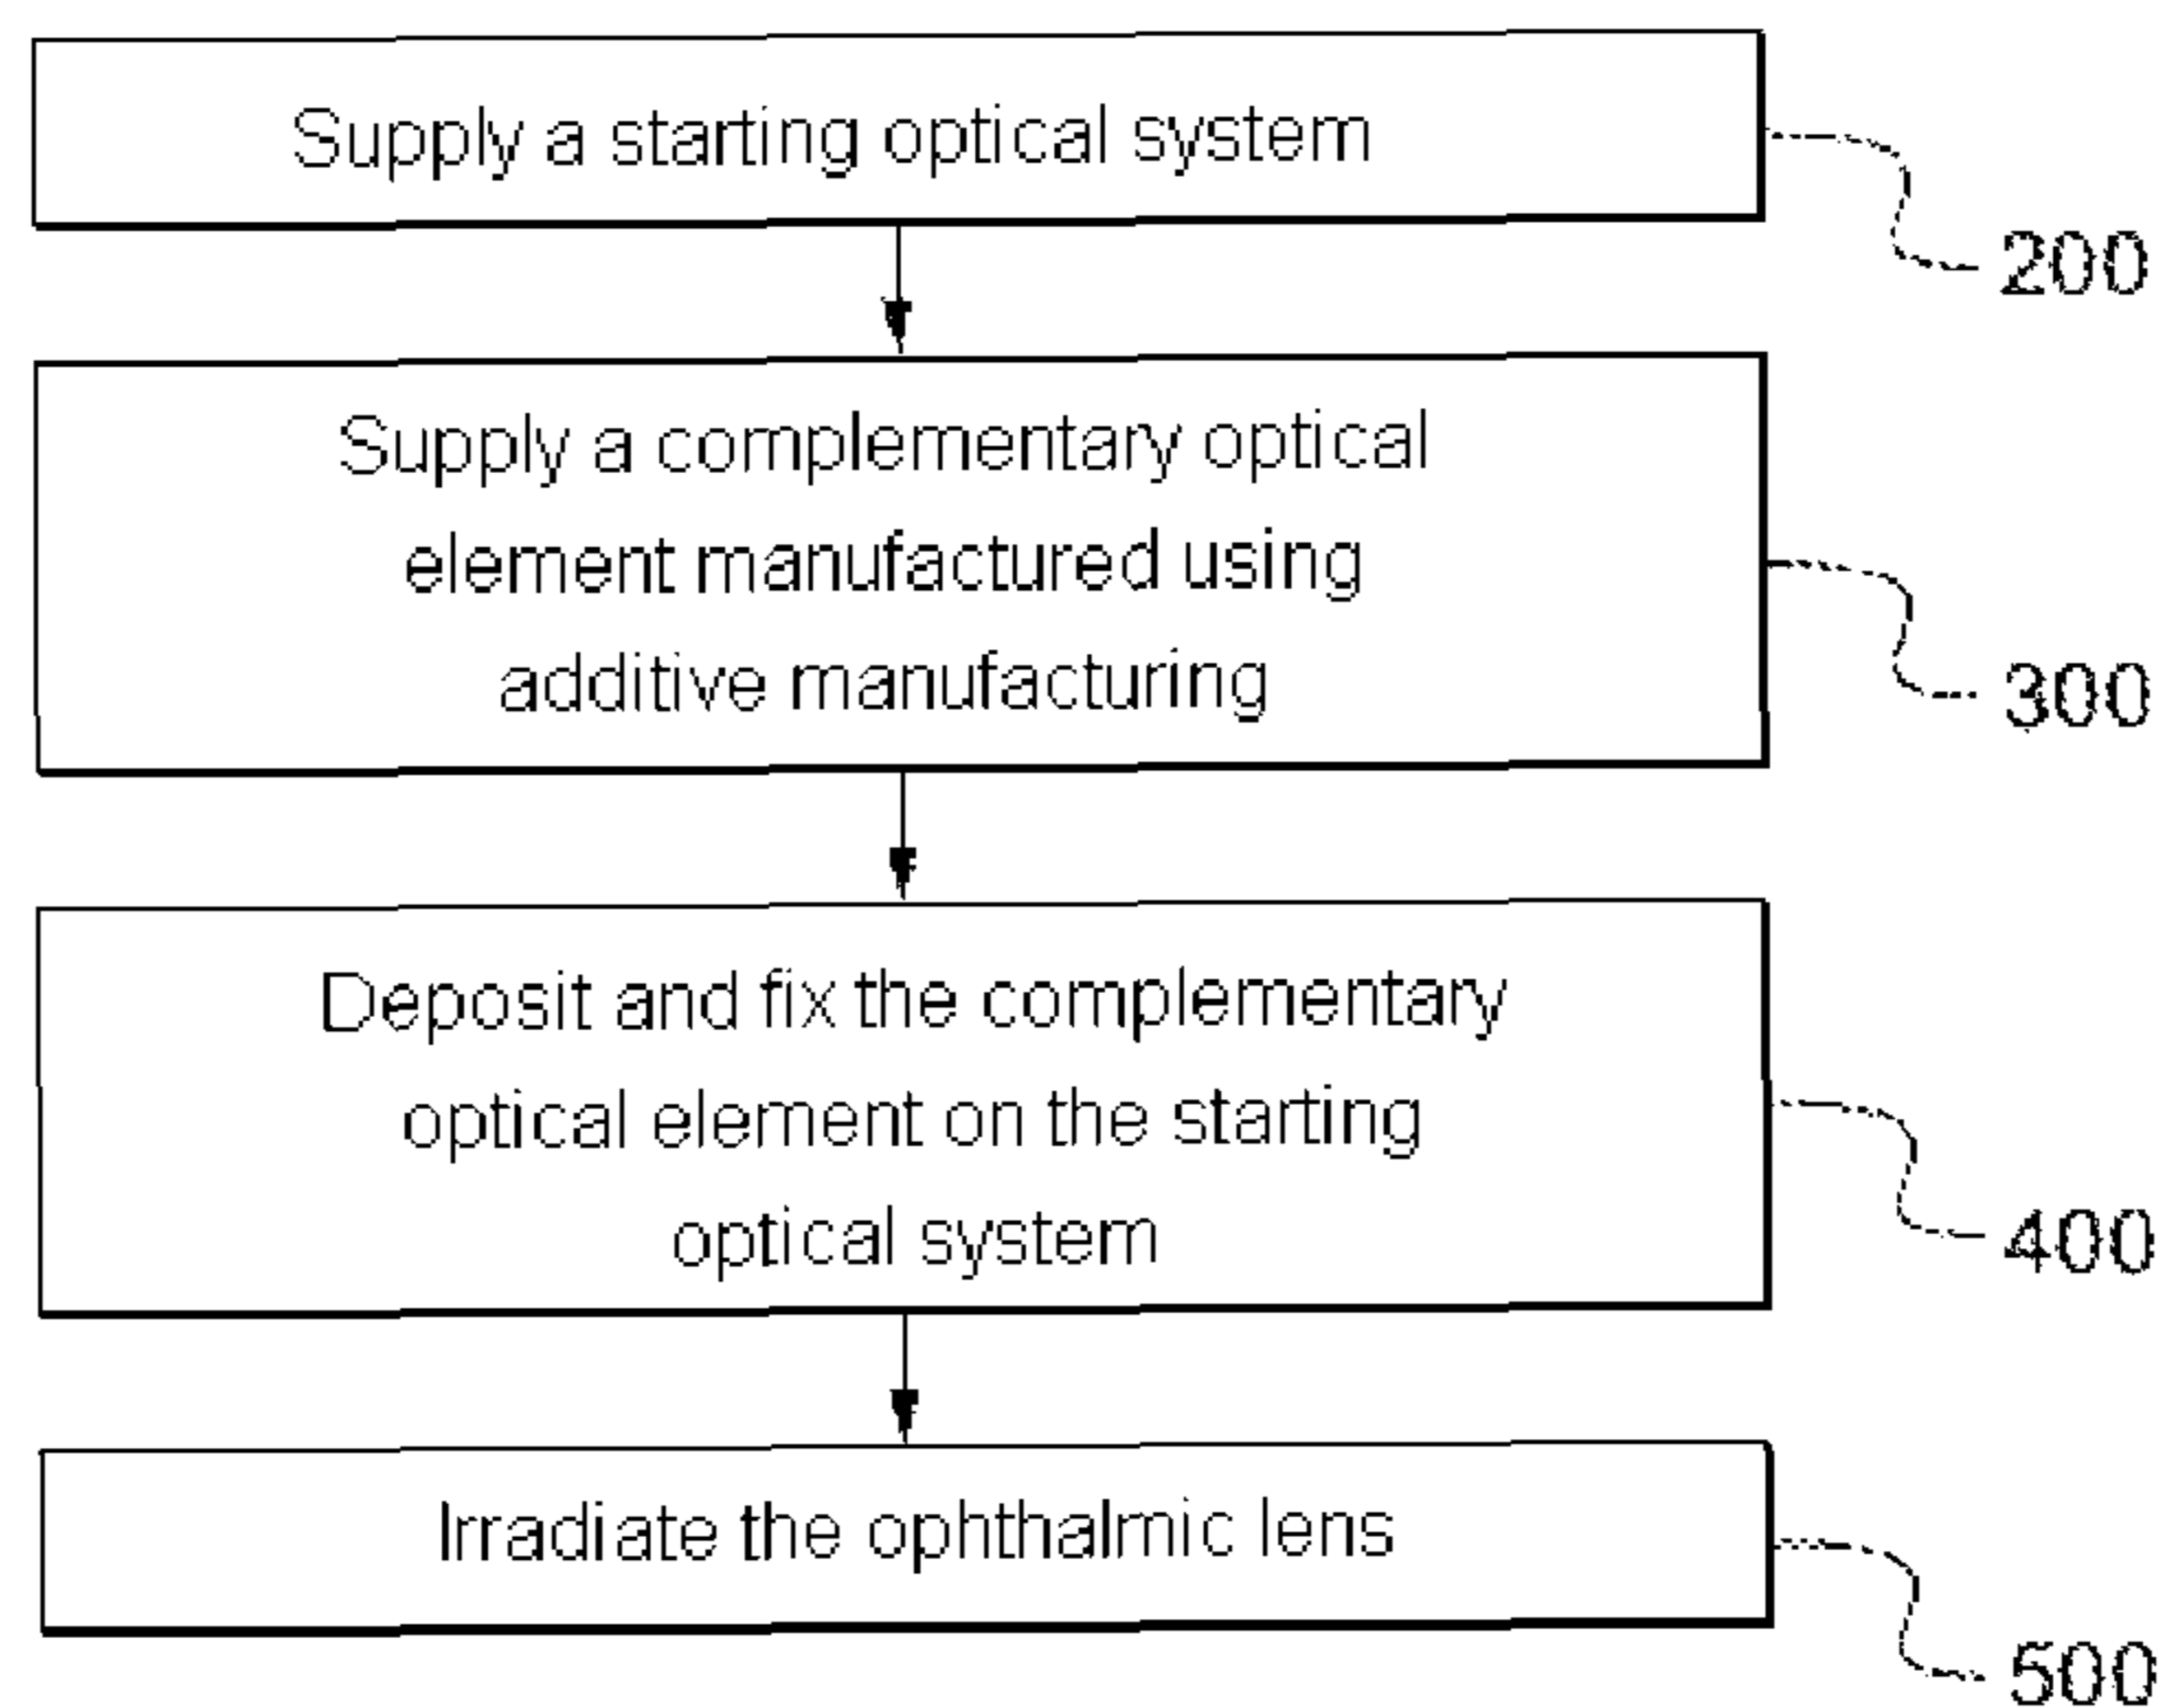 Supply a starting optical system
200
Supply a complementary optical
element manufactured using
additive manufacturing
300
Deposit and fix the complementary
optical element on the starting
optical system
400
Irradiate the ophthalmic lens
500